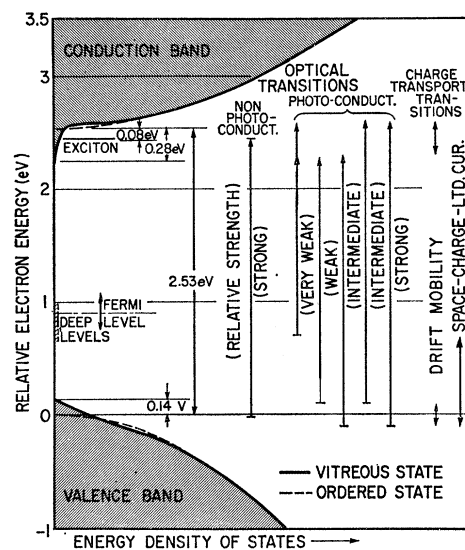 3.5
3
2
1
0
-1
RELATIVE ELECTRON ENERGY (eV)
CONDUCTION BAND
OPTICAL
TRANSITIONS
NON
PHOTO-
CONDUCT.
PHOTO-CONDUCT.
CHARGE
TRANSPORT
TRAN-
SITIONS
0.08eV
EXCITON
0.28eV
2.53eV
(RELATIVE STRENGTH)
(STRONG)
(VERY WEAK)
(WEAK)
(INTERMEDIATE)
(INTERMEDIATE)
(STRONG)
DRIFT MOBILITY
SPACE-CHARGE-LTD. CUR.
FERMI
LEVEL
DEEP
LEVELS
0.14 V
VALENCE BAND
VITREOUS STATE
ORDERED STATE
ENERGY DENSITY OF STATES